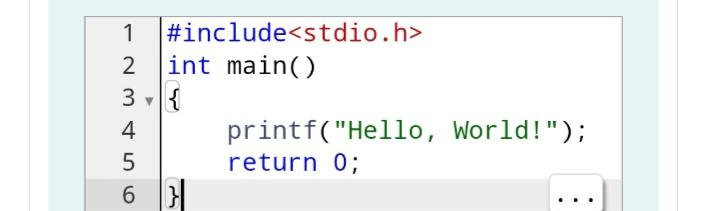 1 #include<stdio.h>
2 int main()
3 {
4     printf("Hello, World!");
5     return 0;
6 }
...